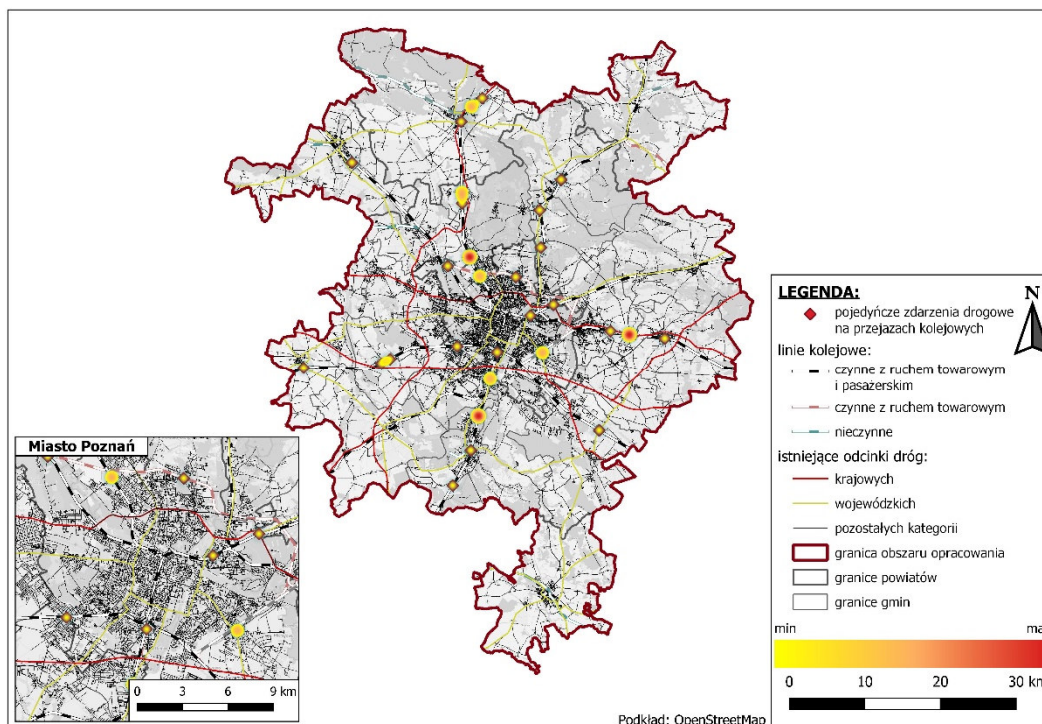 LEGENDA:
N
pojedyńcze zdarzenia drogowe
na przejazach kolejowych
linie kolejowe:
czynne z ruchem towarowym
i pasażerskim
czynne z ruchem towarowym
nieczynne
istniejące odcinki dróg:
krajowych
wojewódzkich
pozostałych kategorii
granica obszaru opracowania
granice powiatów
granice gmin
min
ma
0 10 20 30 km
Miasto Poznań
0 3 6 9 km
Podkład: OpenStreetMap